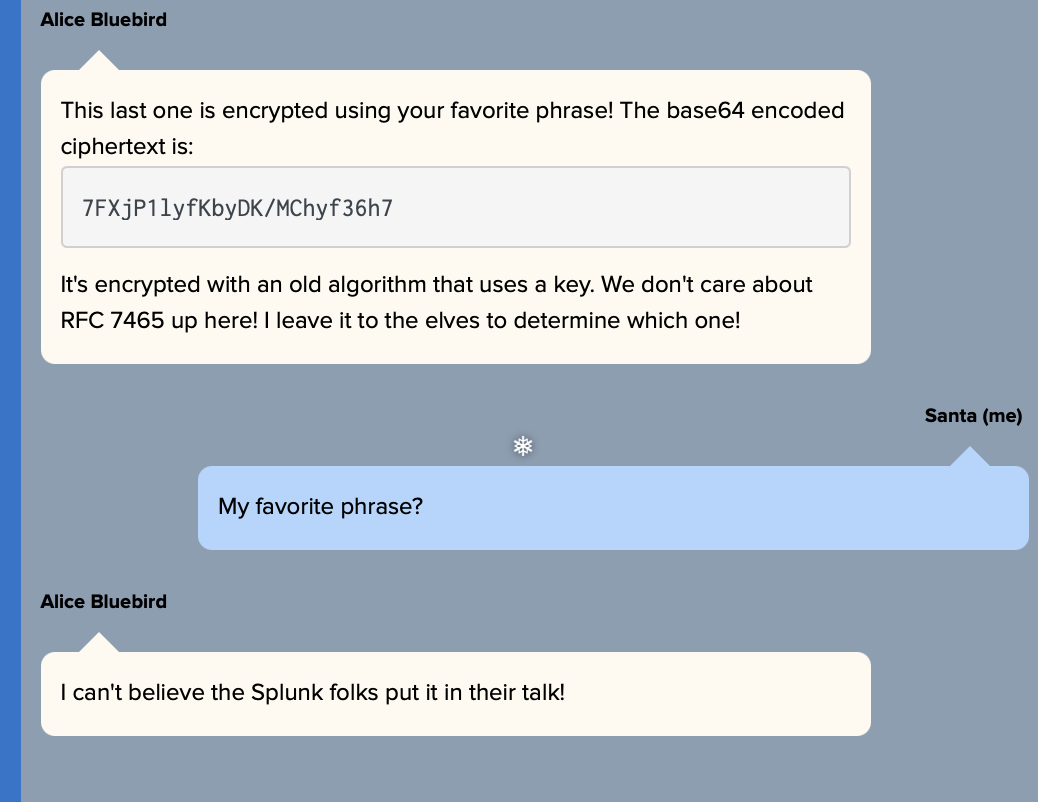 Alice Bluebird
This last one is encrypted using your favorite phrase! The base64 encoded
ciphertext is:
7FXjP1lyfKbyDK/MChyf36h7
It's encrypted with an old algorithm that uses a key. We don't care about
RFC 7465 up here! I leave it to the elves to determine which one!
Santa (me)
My favorite phrase?
Alice Bluebird
I can't believe the Splunk folks put it in their talk!